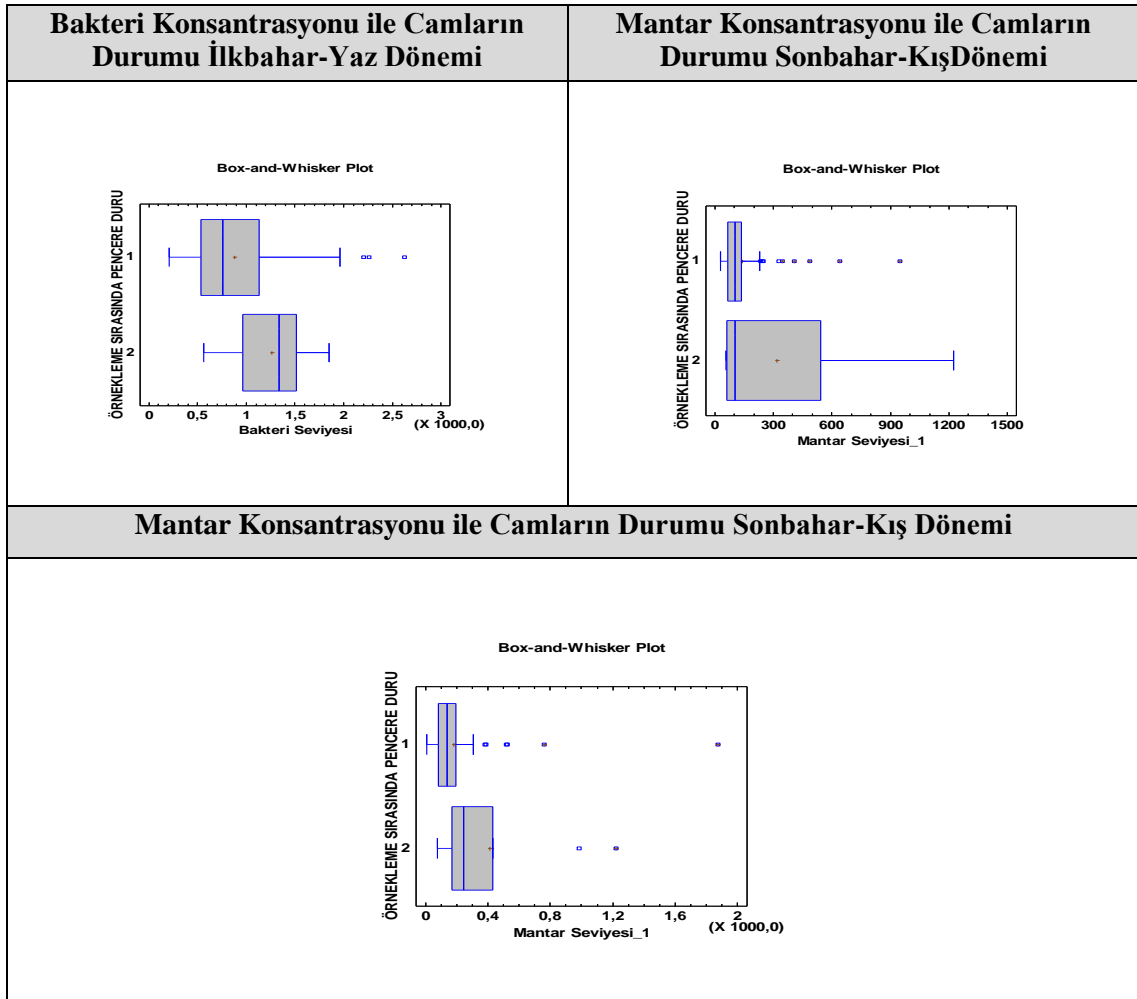 Bakteri Konsantrasyonu ile Camların
Durumu İlkbahar-Yaz Dönemi
Mantar Konsantrasyonu ile Camların
Durumu Sonbahar-KışDönemi
Box-and-Whisker Plot
ÖRNEKLEME SIRASINDA PENCERE DURU
1
2
0 0,5 1 1,5 2 2,5 3
(X 1000,0)
Bakteri Seviyesi
Box-and-Whisker Plot
ÖRNEKLEME SIRASINDA PENCERE DURU
1
2
0 300 600 900 1200 1500
Mantar Seviyesi_1
Mantar Konsantrasyonu ile Camların Durumu Sonbahar-Kış Dönemi
Box-and-Whisker Plot
ÖRNEKLEME SIRASINDA PENCERE DURU
1
2
0 0,4 0,8 1,2 1,6 2
(X 1000,0)
Mantar Seviyesi_1